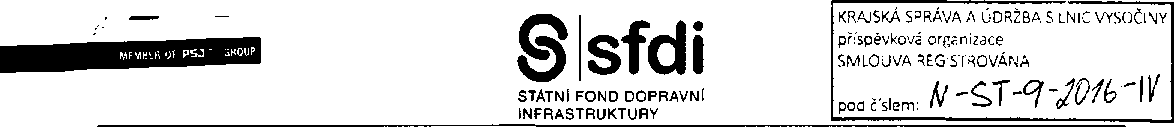 MEMBER OF PSJ GROUP
S sfdi
STÁTNÍ FOND DOPRAVNÍ
INFRASTRUKTURY
KRAJSKÁ SPRÁVA A ÚDRŽBA SILNIC VYSOČINY
příspěvková organizace
SMLOUVA REGISTROVÁNA
pod číslem: N-ST-9-2016-IV